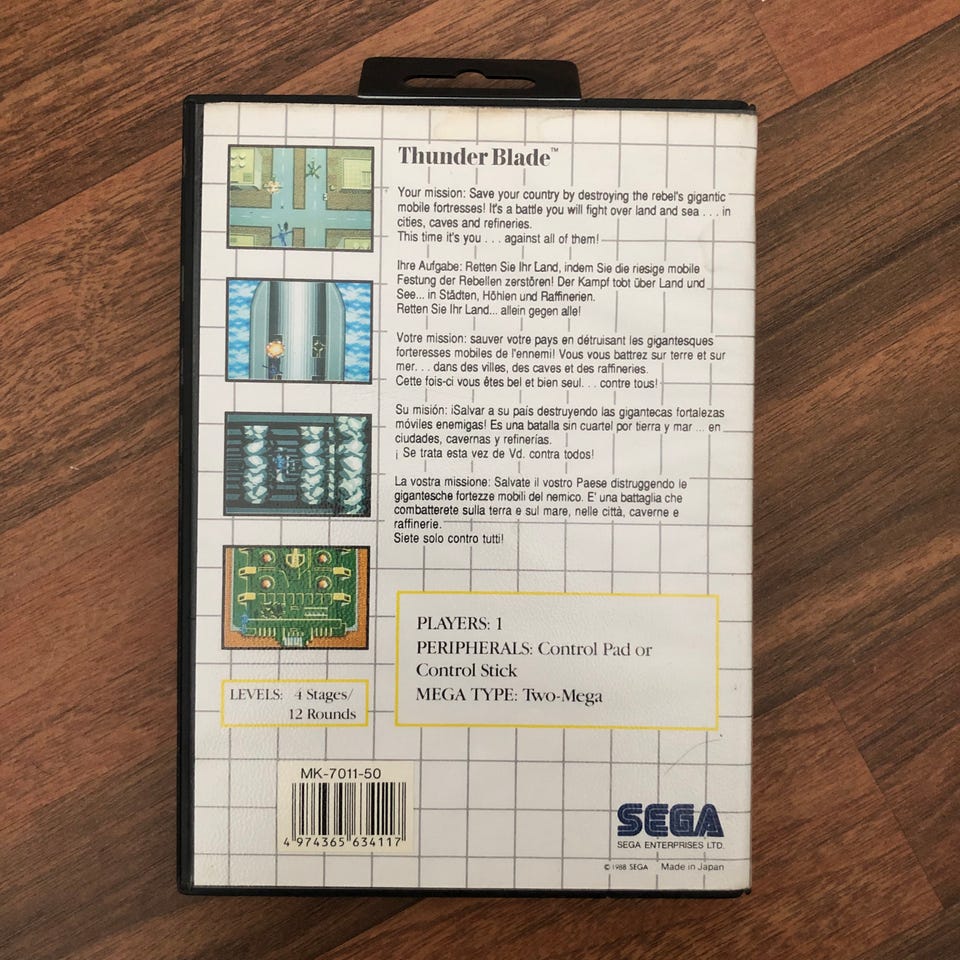 Thunder Blade™
Your mission: Save your country by destroying the rebel's gigantic
mobile fortresses! It's a battle you will fight over land and sea . . . in
cities, caves and refineries.
This time it's you . . . against all of them!
Ihre Aufgabe: Retten Sie Ihr Land, indem Sie die riesige mobile
Festung der Rebellen zerstören! Der Kampf tobt über Land und
See... in Städten, Höhlen und Raffinerien.
Retten Sie Ihr Land... allein gegen alle!
Votre mission: sauver votre pays en détruisant les gigantesques
forteresses mobiles de l'ennemi! Vous vous battrez sur terre et sur
mer. . . dans des villes, des caves et des raffineries.
Cette fois-ci vous êtes bel et bien seul. . . contre tous!
Su misión: ¡Salvar a su país destruyendo las gigantecas fortalezas
móviles enemigas! Es una batalla sin cuartel por tierra y mar ... en
ciudades, cavernas y refinerías.
¡ Se trata esta vez de Vd. contra todos!
La vostra missione: Salvate il vostro Paese distruggendo le
gigantesche fortezze mobili del nemico. E' una battaglia che
combatterete sulla terra e sul mare, nelle città, caverne e
raffinerie.
Siete solo contro tutti!
PLAYERS: 1
PERIPHERALS: Control Pad or
Control Stick
MEGA TYPE: Two-Mega
LEVELS: 4 Stages/
12 Rounds
MK-7011-50
4 974365 634117
SEGA
SEGA ENTERPRISES LTD.
© 1988 SEGA Made in Japan